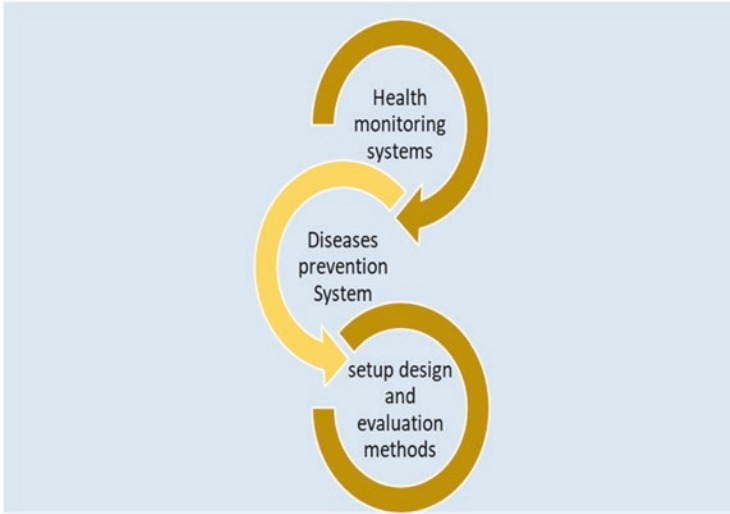 Health
monitoring
systems
Diseases
prevention
System
setup design
and
evaluation
methods